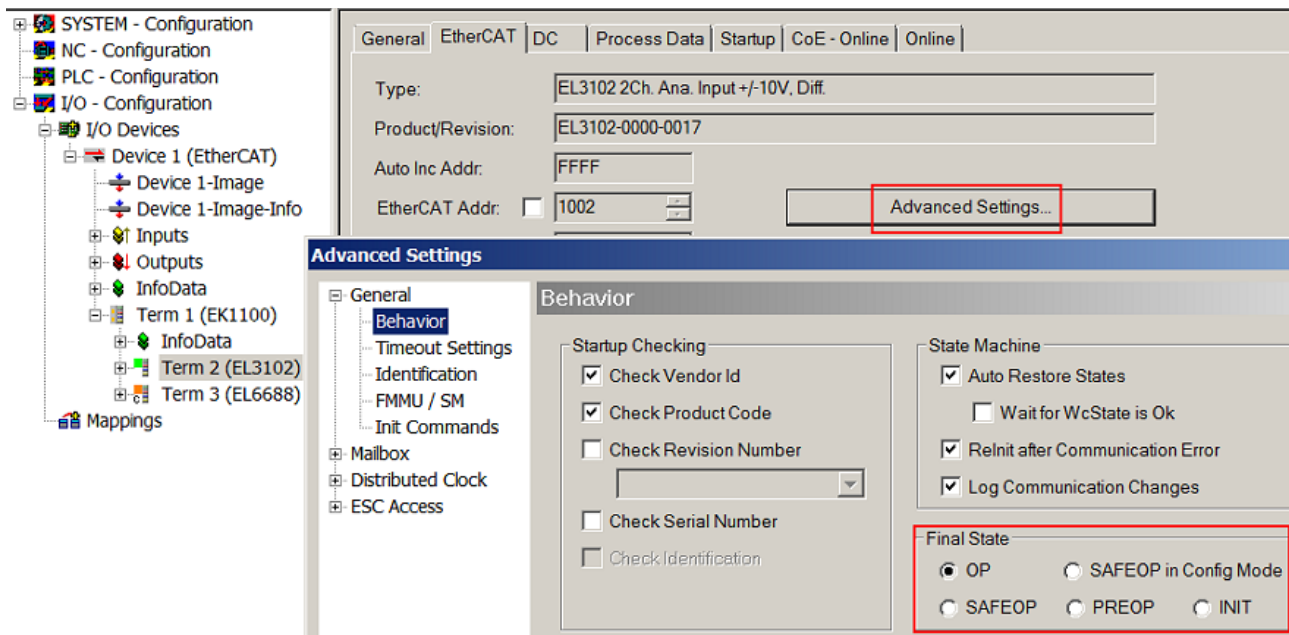 SYSTEM - Configuration
NC - Configuration
PLC - Configuration
I/O - Configuration
I/O Devices
Device 1 (EtherCAT)
Device 1-Image
Device 1-Image-Info
Inputs
Outputs
InfoData
Term 1 (EK1100)
InfoData
Term 2 (EL3102)
Term 3 (EL6688)
Mappings
General EtherCAT DC Process Data Startup CoE - Online Online
Type: EL3102 2Ch. Ana. Input +/-10V, Diff.
Product/Revision: EL3102-0000-0017
Auto Inc Addr: FFFF
EtherCAT Addr: 1002 Advanced Settings...
Advanced Settings
General
Behavior
Timeout Settings
Identification
FMMU / SM
Init Commands
Mailbox
Distributed Clock
ESC Access
Behavior
Startup Checking
Check Vendor Id
Check Product Code
Check Revision Number
Check Serial Number
Check Identification
State Machine
Auto Restore States
Wait for WcState is Ok
ReInit after Communication Error
Log Communication Changes
Final State
OP SAFEOP in Config Mode
SAFEOP PREOP INIT